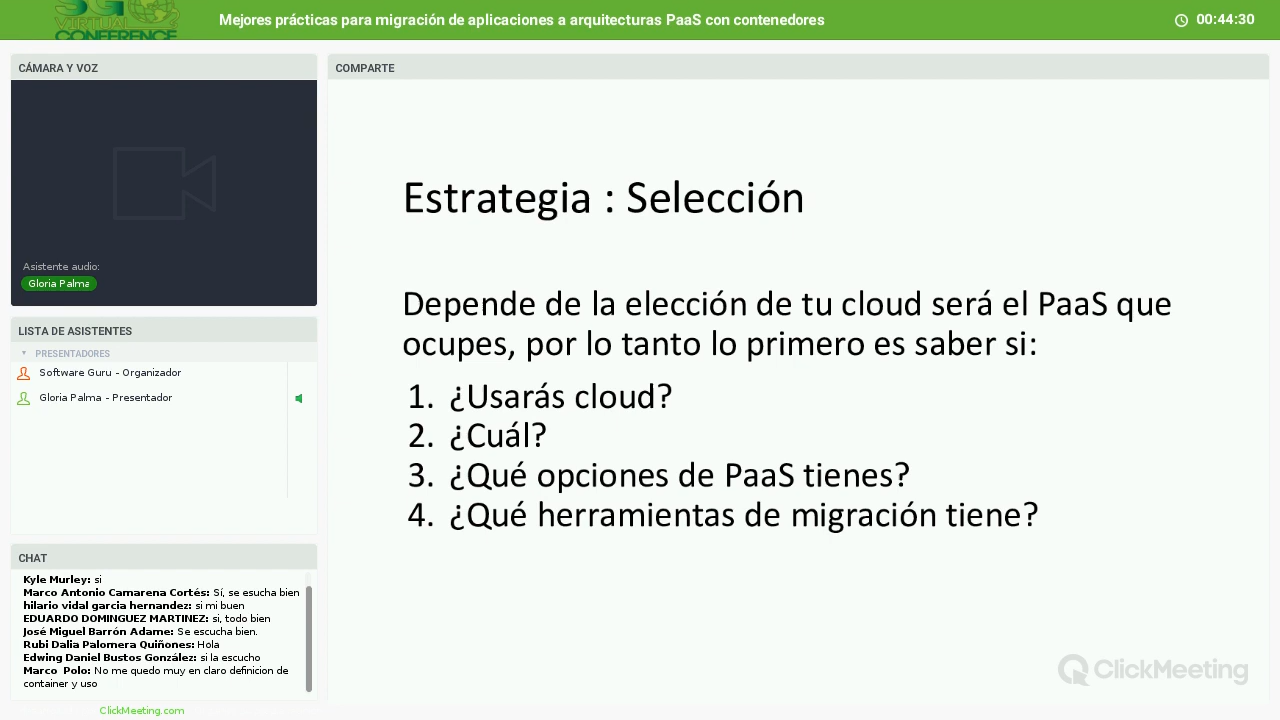 SG
VIRTUAL
CONFERENCE
Mejores prácticas para migración de aplicaciones a arquitecturas PaaS con contenedores
00:44:30
CÁMARA Y VOZ
Asistente audio:
Gloria Palma
LISTA DE ASISTENTES
PRESENTADORES
Software Guru - Organizador
Gloria Palma - Presentador
CHAT
Kyle Murley: si
Marco Antonio Camarena Cortés: Sí, se escucha bien
hilario vidal garcia hernandez: si mi buen
EDUARDO DOMINGUEZ MARTINEZ: si, todo bien
José Miguel Barrón Adame: Se escucha bien.
Rubi Dalia Palomera Quiñones: Hola
Edwing Daniel Bustos González: si la escucho
Marco Polo: No me quedo muy en claro definicion de
container y uso
ClickMeeting.com
COMPARTE
Estrategia : Selección
Depende de la elección de tu cloud será el PaaS que
ocupes, por lo tanto lo primero es saber si:
1. ¿Usarás cloud?
2. ¿Cuál?
3. ¿Qué opciones de PaaS tienes?
4. ¿Qué herramientas de migración tiene?
ClickMeeting